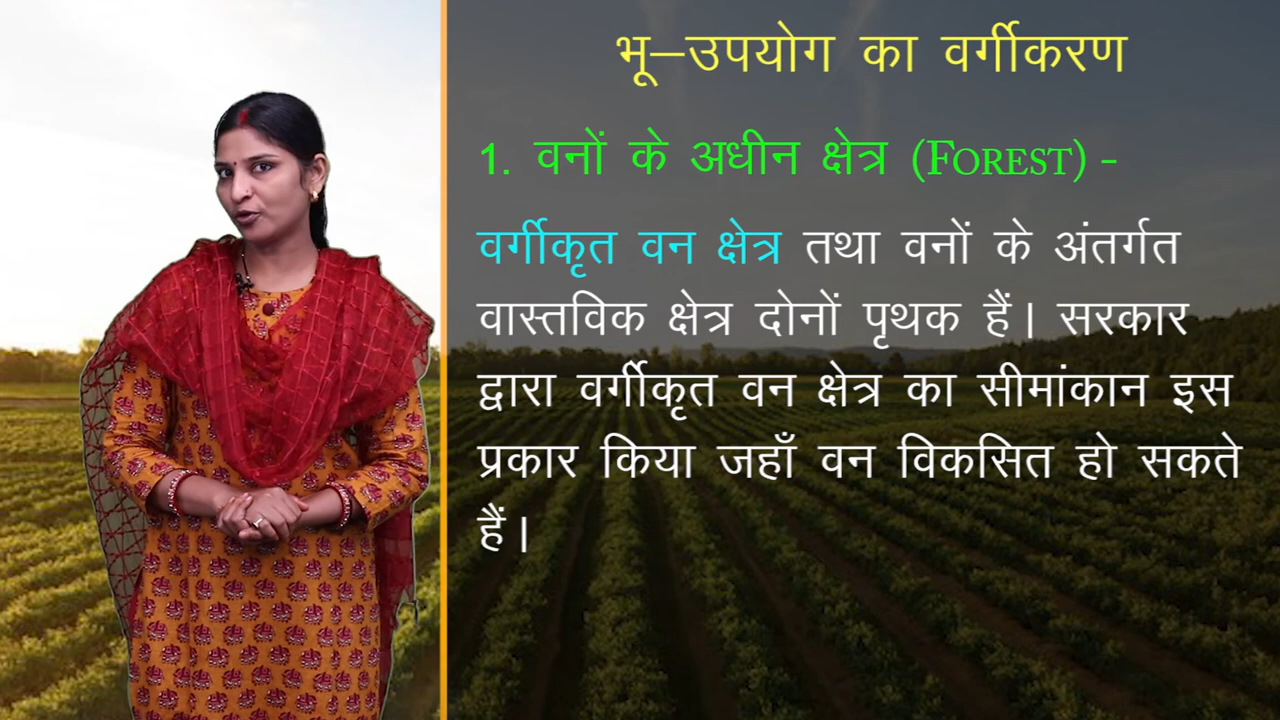 भू–उपयोग का वर्गीकरण
1. वनों के अधीन क्षेत्र (FOREST) -
वर्गीकृत वन क्षेत्र तथा वनों के अंतर्गत
वास्तविक क्षेत्र दोनों पृथक हैं। सरकार
द्वारा वर्गीकृत वन क्षेत्र का सीमांकान इस
प्रकार किया जहाँ वन विकसित हो सकते
हैं।